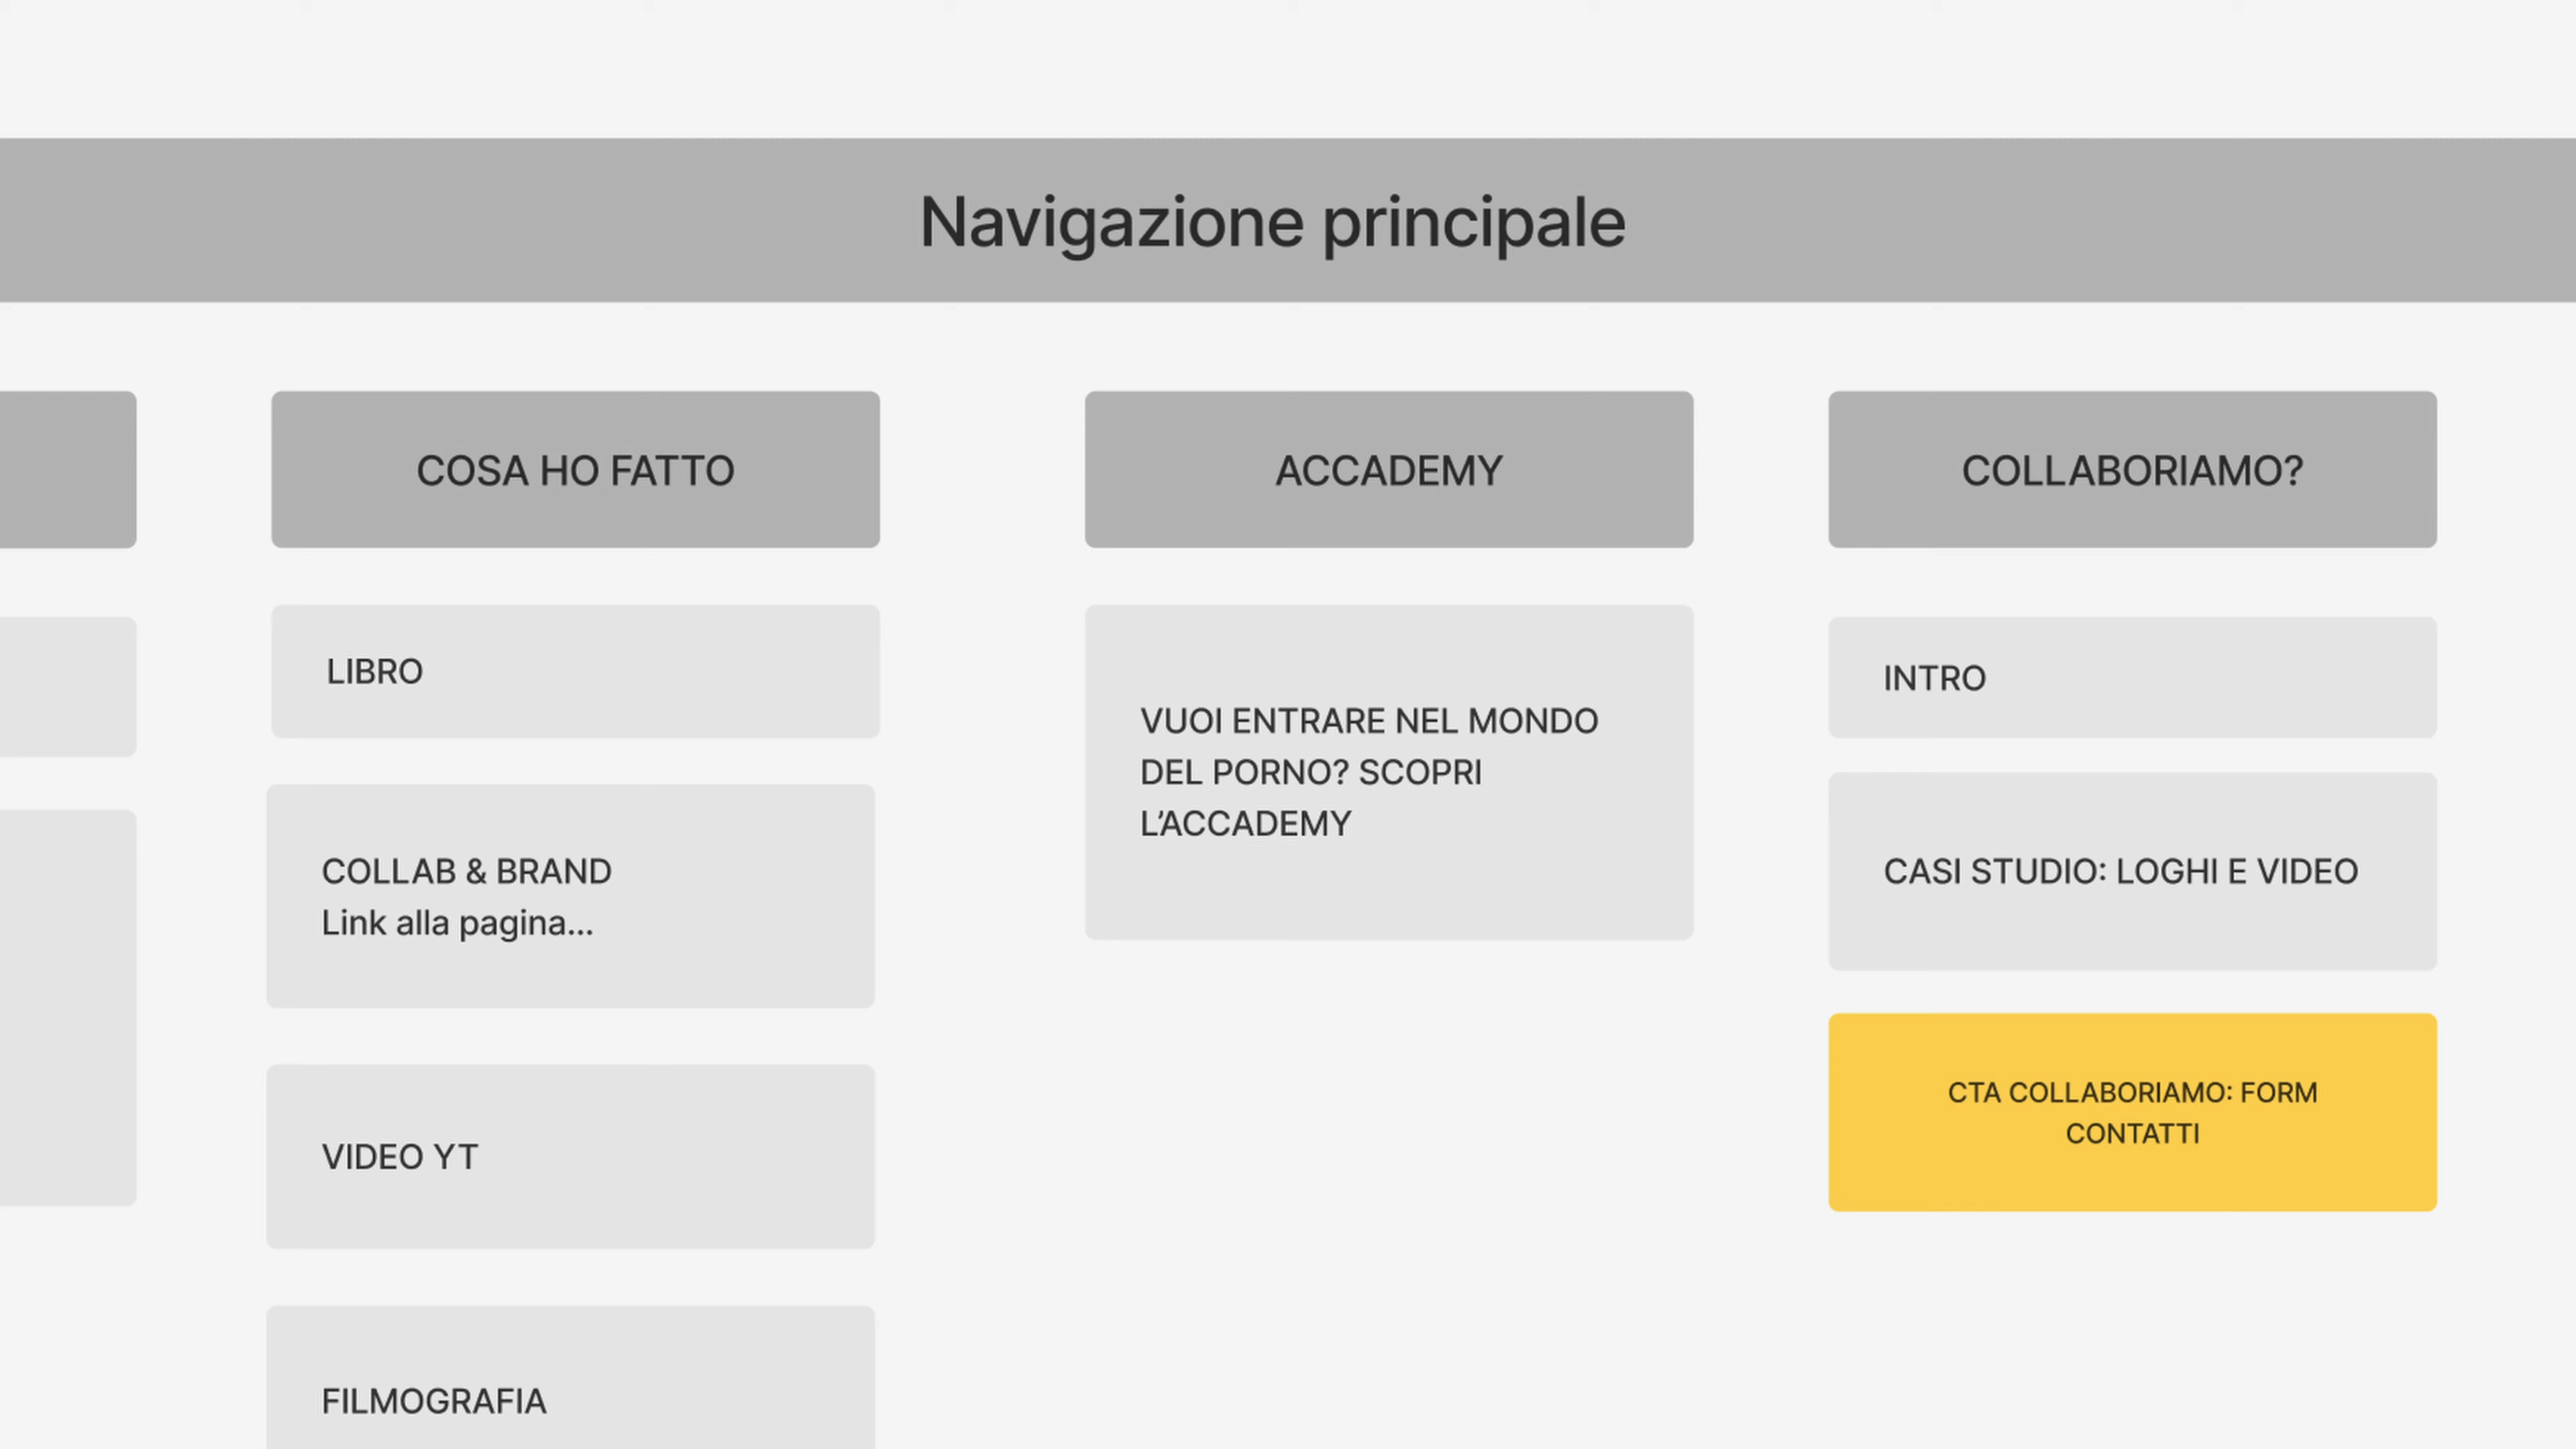 Navigazione principale
COSA HO FATTO
LIBRO
COLLAB & BRAND
Link alla pagina...
VIDEO YT
FILMOGRAFIA
ACCADEMY
VUOI ENTRARE NEL MONDO
DEL PORNO? SCOPRI
L’ACCADEMY
COLLABORIAMO?
INTRO
CASI STUDIO: LOGHI E VIDEO
CTA COLLABORIAMO: FORM
CONTATTI